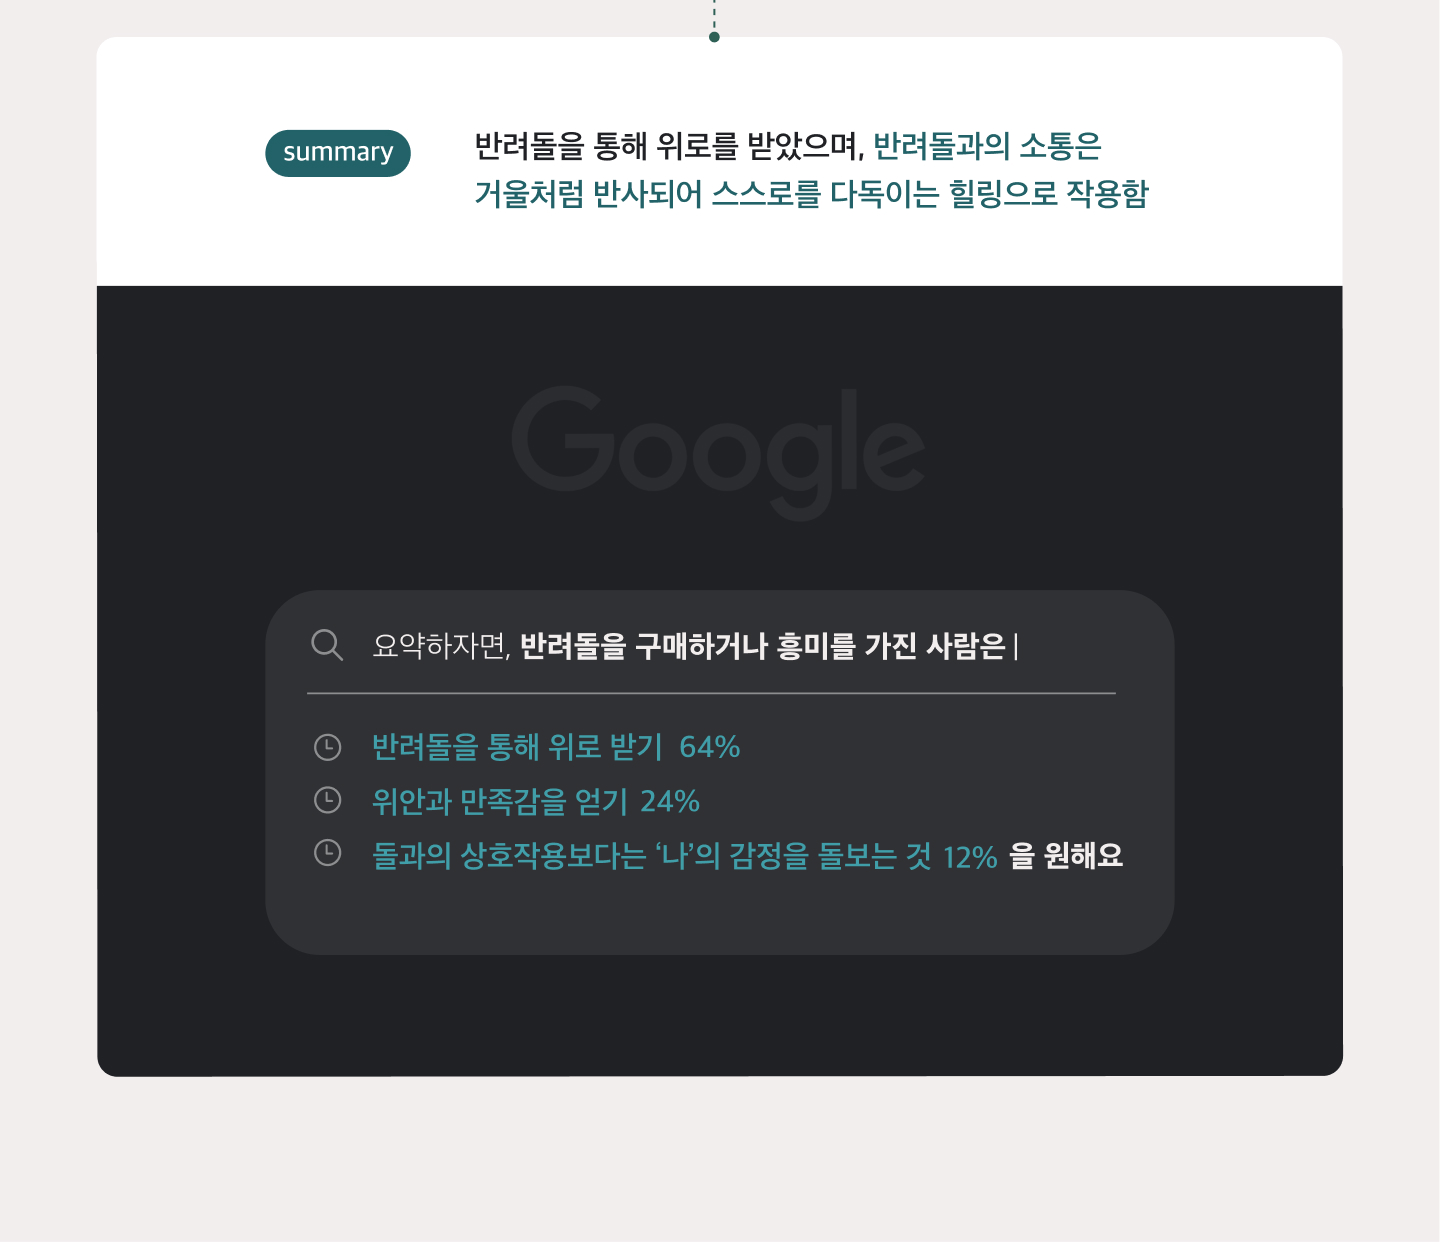 summary
반려돌을 통해 위로를 받았으며, 반려돌과의 소통은
거울처럼 반사되어 스스로를 다독이는 힐링으로 작용함
Google
요약하자면, 반려돌을 구매하거나 흥미를 가진 사람은 |
반려돌을 통해 위로 받기 64%
위안과 만족감을 얻기 24%
돌과의 상호작용보다는 ‘나’의 감정을 돌보는 것 12% 을 원해요